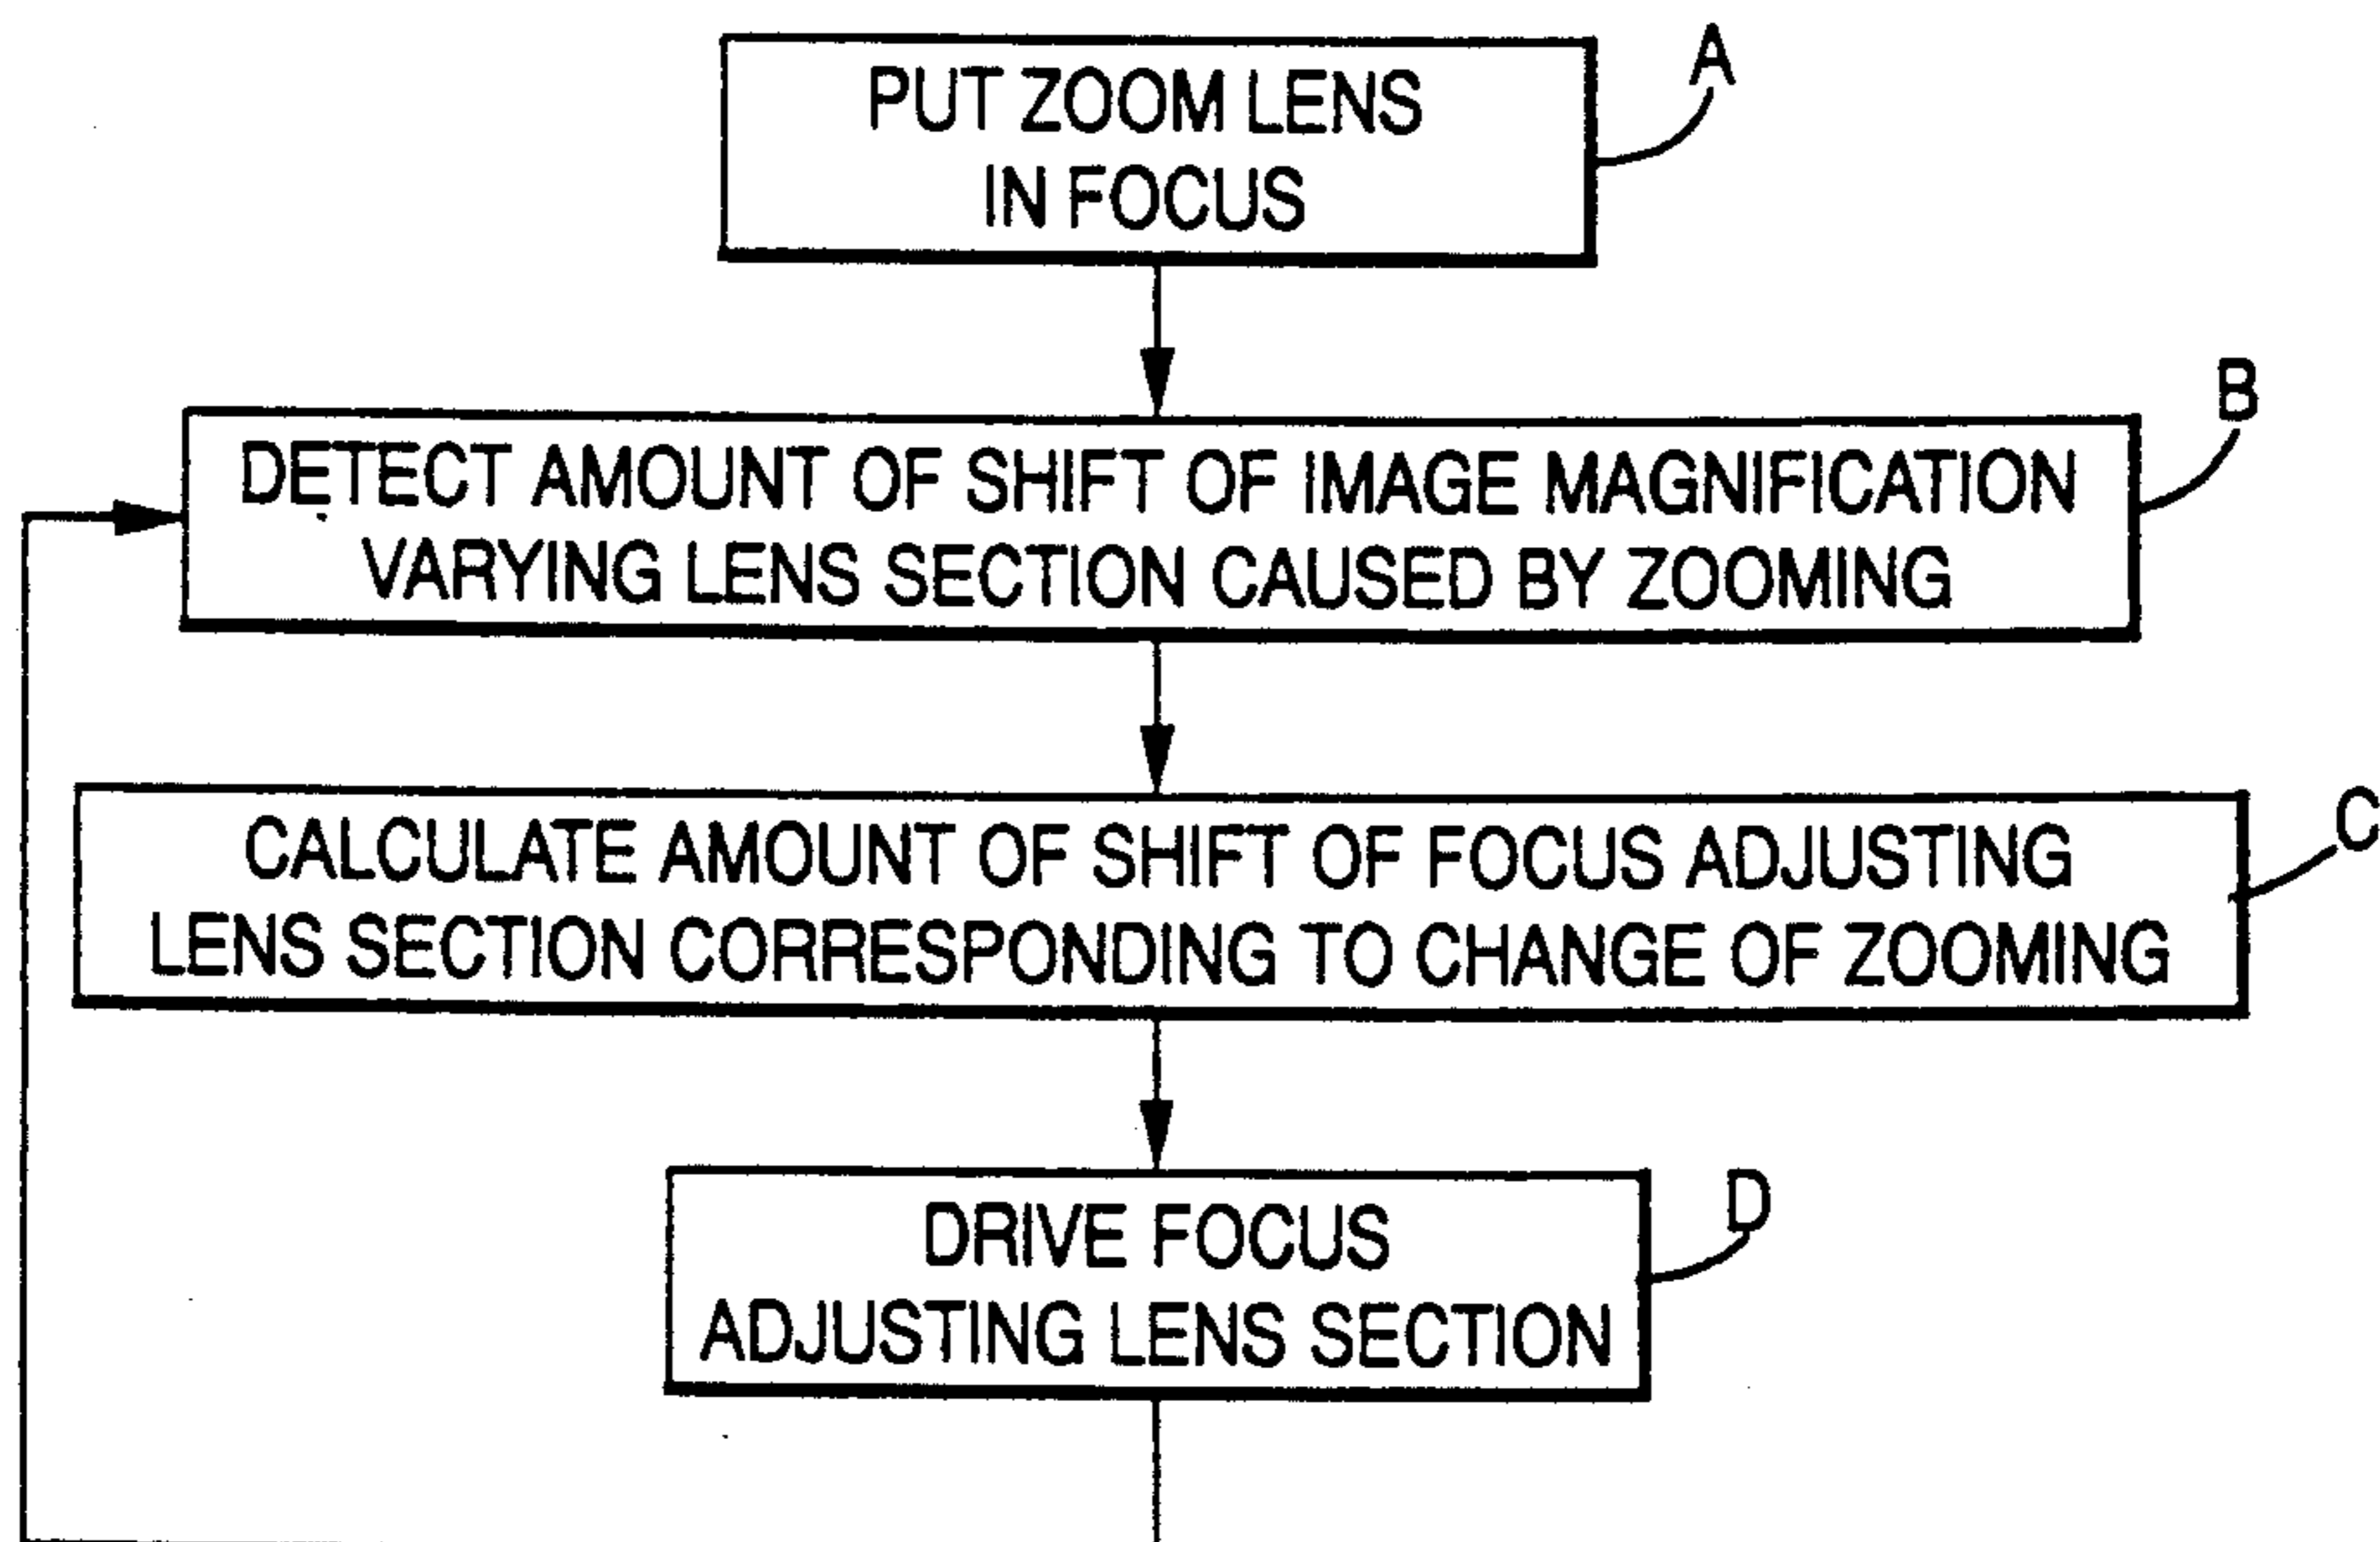 PUT ZOOM LENS
IN FOCUS
A
DETECT AMOUNT OF SHIFT OF IMAGE MAGNIFICATION
VARYING LENS SECTION CAUSED BY ZOOMING
B
CALCULATE AMOUNT OF SHIFT OF FOCUS ADJUSTING
LENS SECTION CORRESPONDING TO CHANGE OF ZOOMING
C
DRIVE FOCUS
ADJUSTING LENS SECTION
D